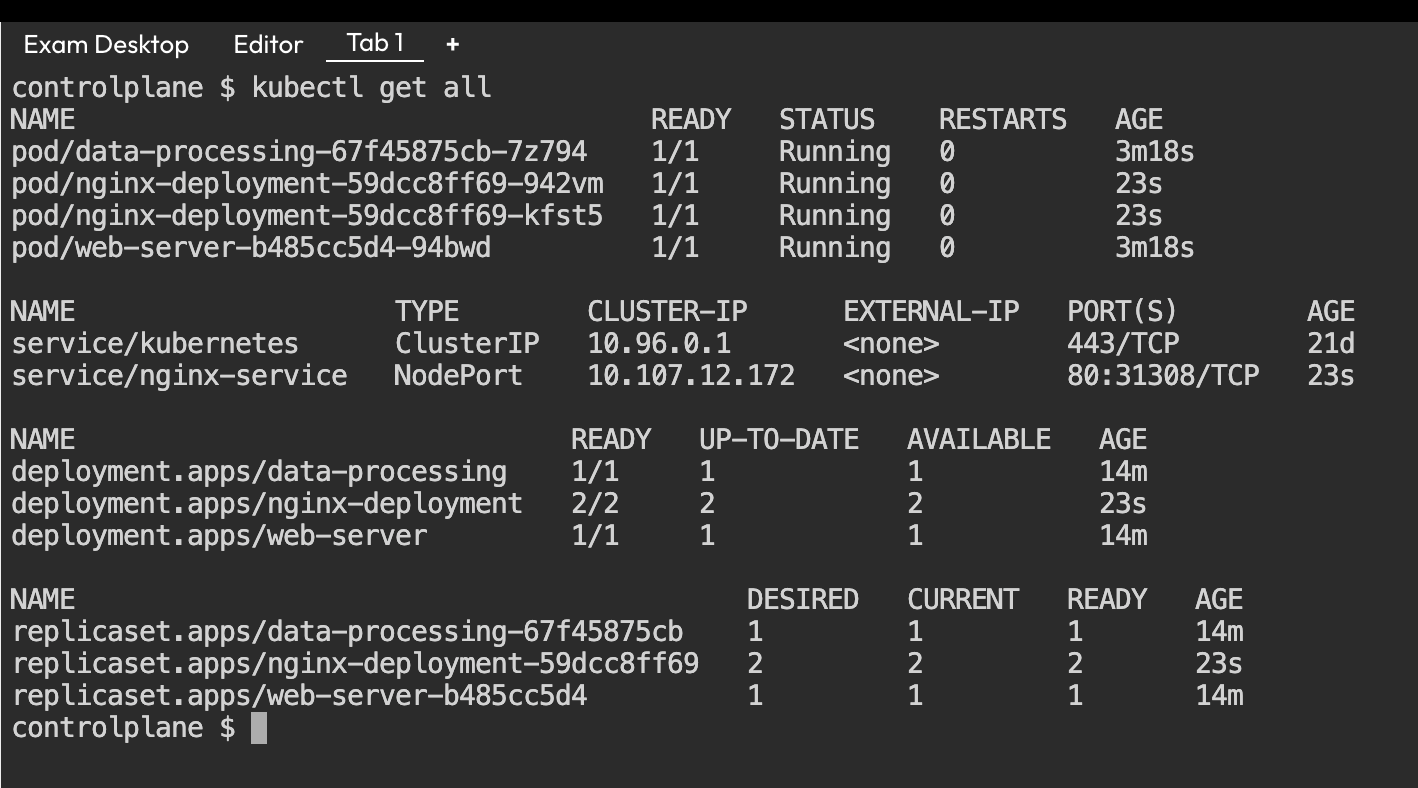 Exam Desktop Editor Tab 1 +
controlplane $ kubectl get all
NAME READY STATUS RESTARTS AGE
pod/data-processing-67f45875cb-7z794 1/1 Running 0 3m18s
pod/nginx-deployment-59dcc8ff69-942vm 1/1 Running 0 23s
pod/nginx-deployment-59dcc8ff69-kfst5 1/1 Running 0 23s
pod/web-server-b485cc5d4-94bwd 1/1 Running 0 3m18s
NAME TYPE CLUSTER-IP EXTERNAL-IP PORT(S) AGE
service/kubernetes ClusterIP 10.96.0.1 <none> 443/TCP 21d
service/nginx-service NodePort 10.107.12.172 <none> 80:31308/TCP 23s
NAME READY UP-TO-DATE AVAILABLE AGE
deployment.apps/data-processing 1/1 1 1 14m
deployment.apps/nginx-deployment 2/2 2 2 23s
deployment.apps/web-server 1/1 1 1 14m
NAME DESIRED CURRENT READY AGE
replicaset.apps/data-processing-67f45875cb 1 1 1 14m
replicaset.apps/nginx-deployment-59dcc8ff69 2 2 2 23s
replicaset.apps/web-server-b485cc5d4 1 1 1 14m
controlplane $